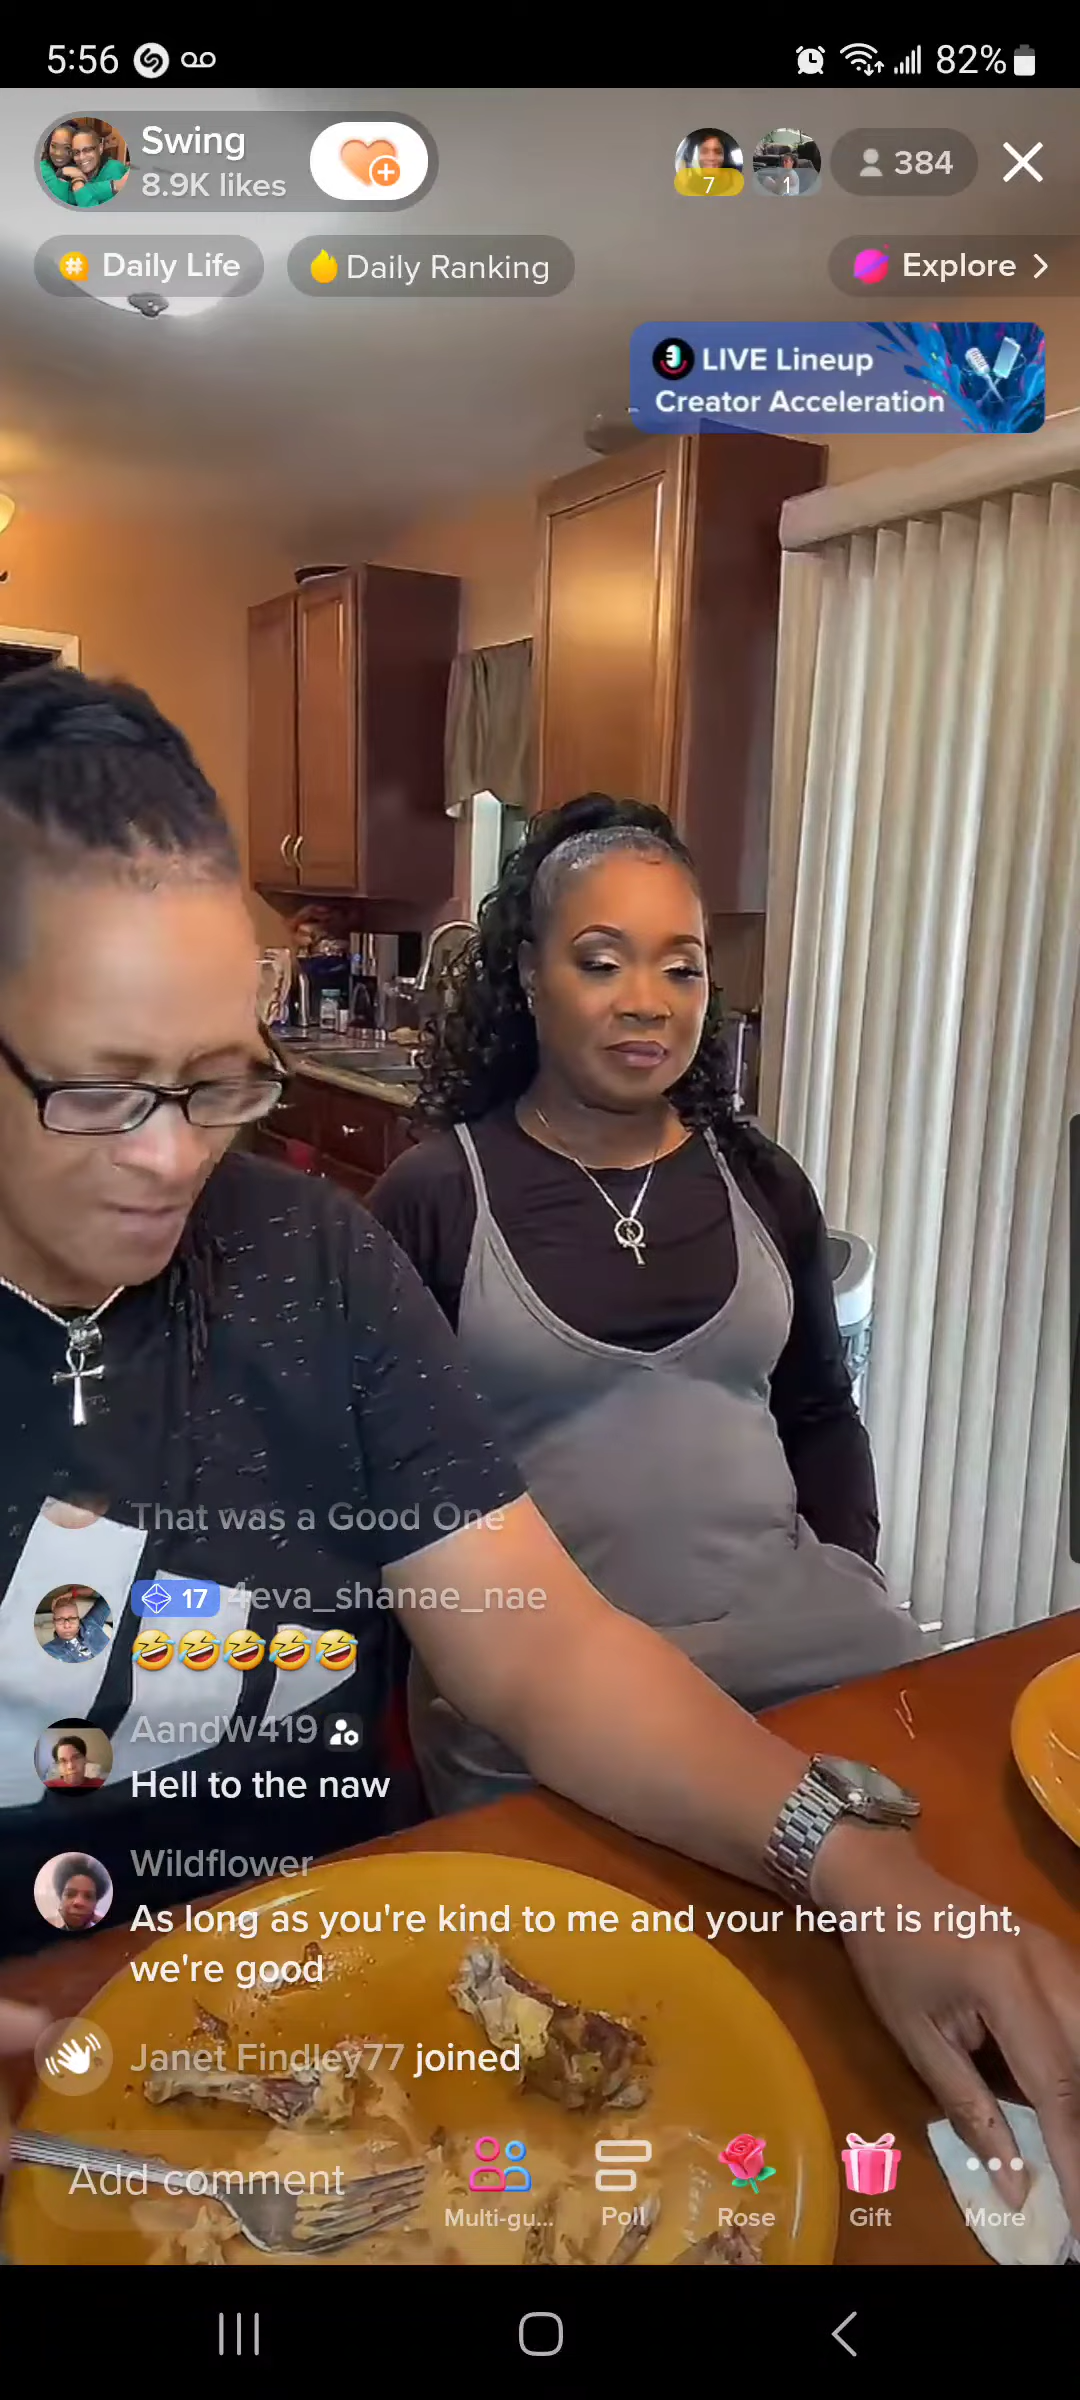 5:56
82%
Swing
8.9K likes
7
1
384
Daily Life
Daily Ranking
Explore
LIVE Lineup
Creator Acceleration
That was a Good One
17 4eva_shanae_nae
🤣🤣🤣🤣🤣
AandW419
Hell to the naw
Wildflower
As long as you're kind to me and your heart is right,
we're good
Janet Findley77 joined
Add comment
Multi-gu...
Poll
Rose
Gift
More